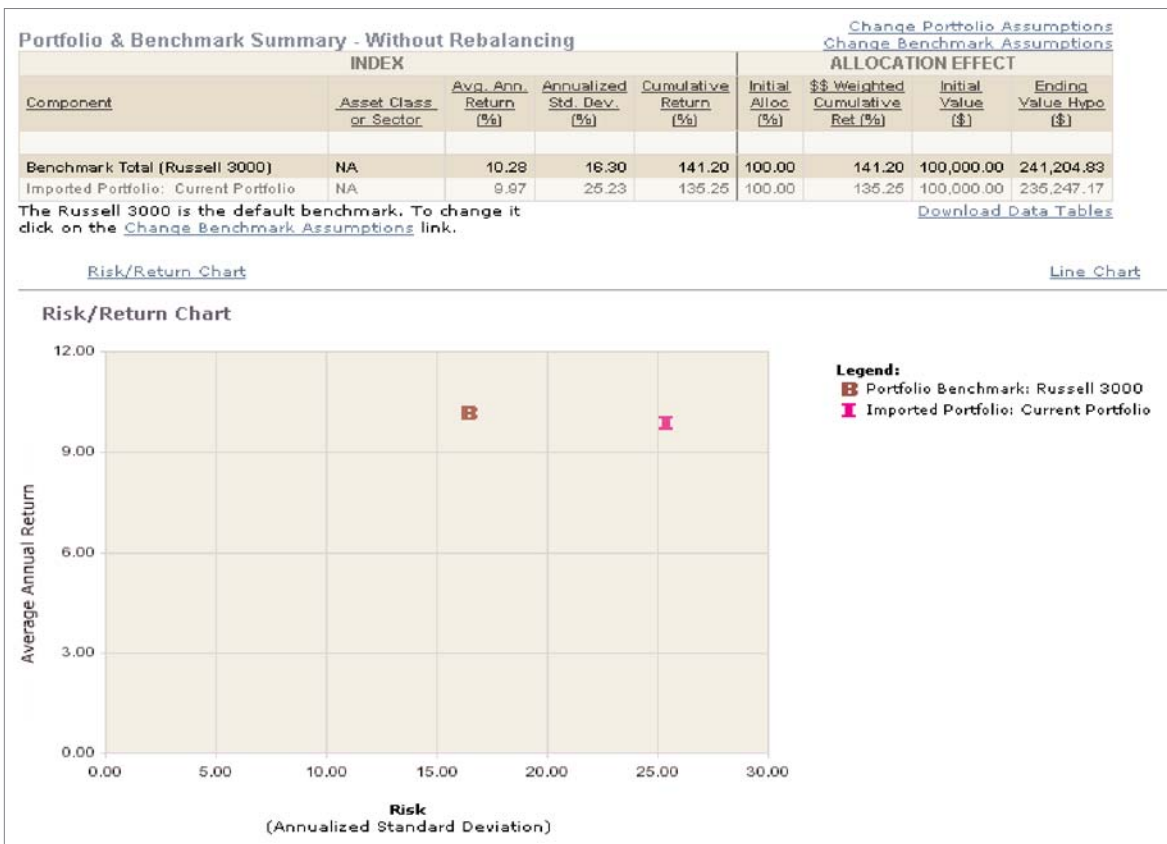 Change Portfolio Assumptions
Portfolio & Benchmark Summary - Without Rebalancing
Change Benchmark Assumptions
INDEX ALLOCATION EFFECT
Component Asset Class or Sector Avg. Ann. Return (%) Annualized Std. Dev. (%) Cumulative Return (%) Initial Alloc (%) $$ Weighted Cumulative Ret (%) Initial Value ($) Ending Value Hypo ($)
Benchmark Total (Russell 3000) NA 10.28 16.30 141.20 100.00 141.20 100,000.00 241,204.83
Imported Portfolio: Current Portfolio NA 9.97 25.23 135.25 100.00 135.25 100,000.00 235,247.17
The Russell 3000 is the default benchmark. To change it
click on the Change Benchmark Assumptions link.
Download Data Tables
Risk/Return Chart Line Chart
Risk/Return Chart
12.00
9.00
6.00
3.00
0.00
Average Annual Return
B
I
0.00 5.00 10.00 15.00 20.00 25.00 30.00
Risk
(Annualized Standard Deviation)
Legend:
B Portfolio Benchmark: Russell 3000
I Imported Portfolio: Current Portfolio